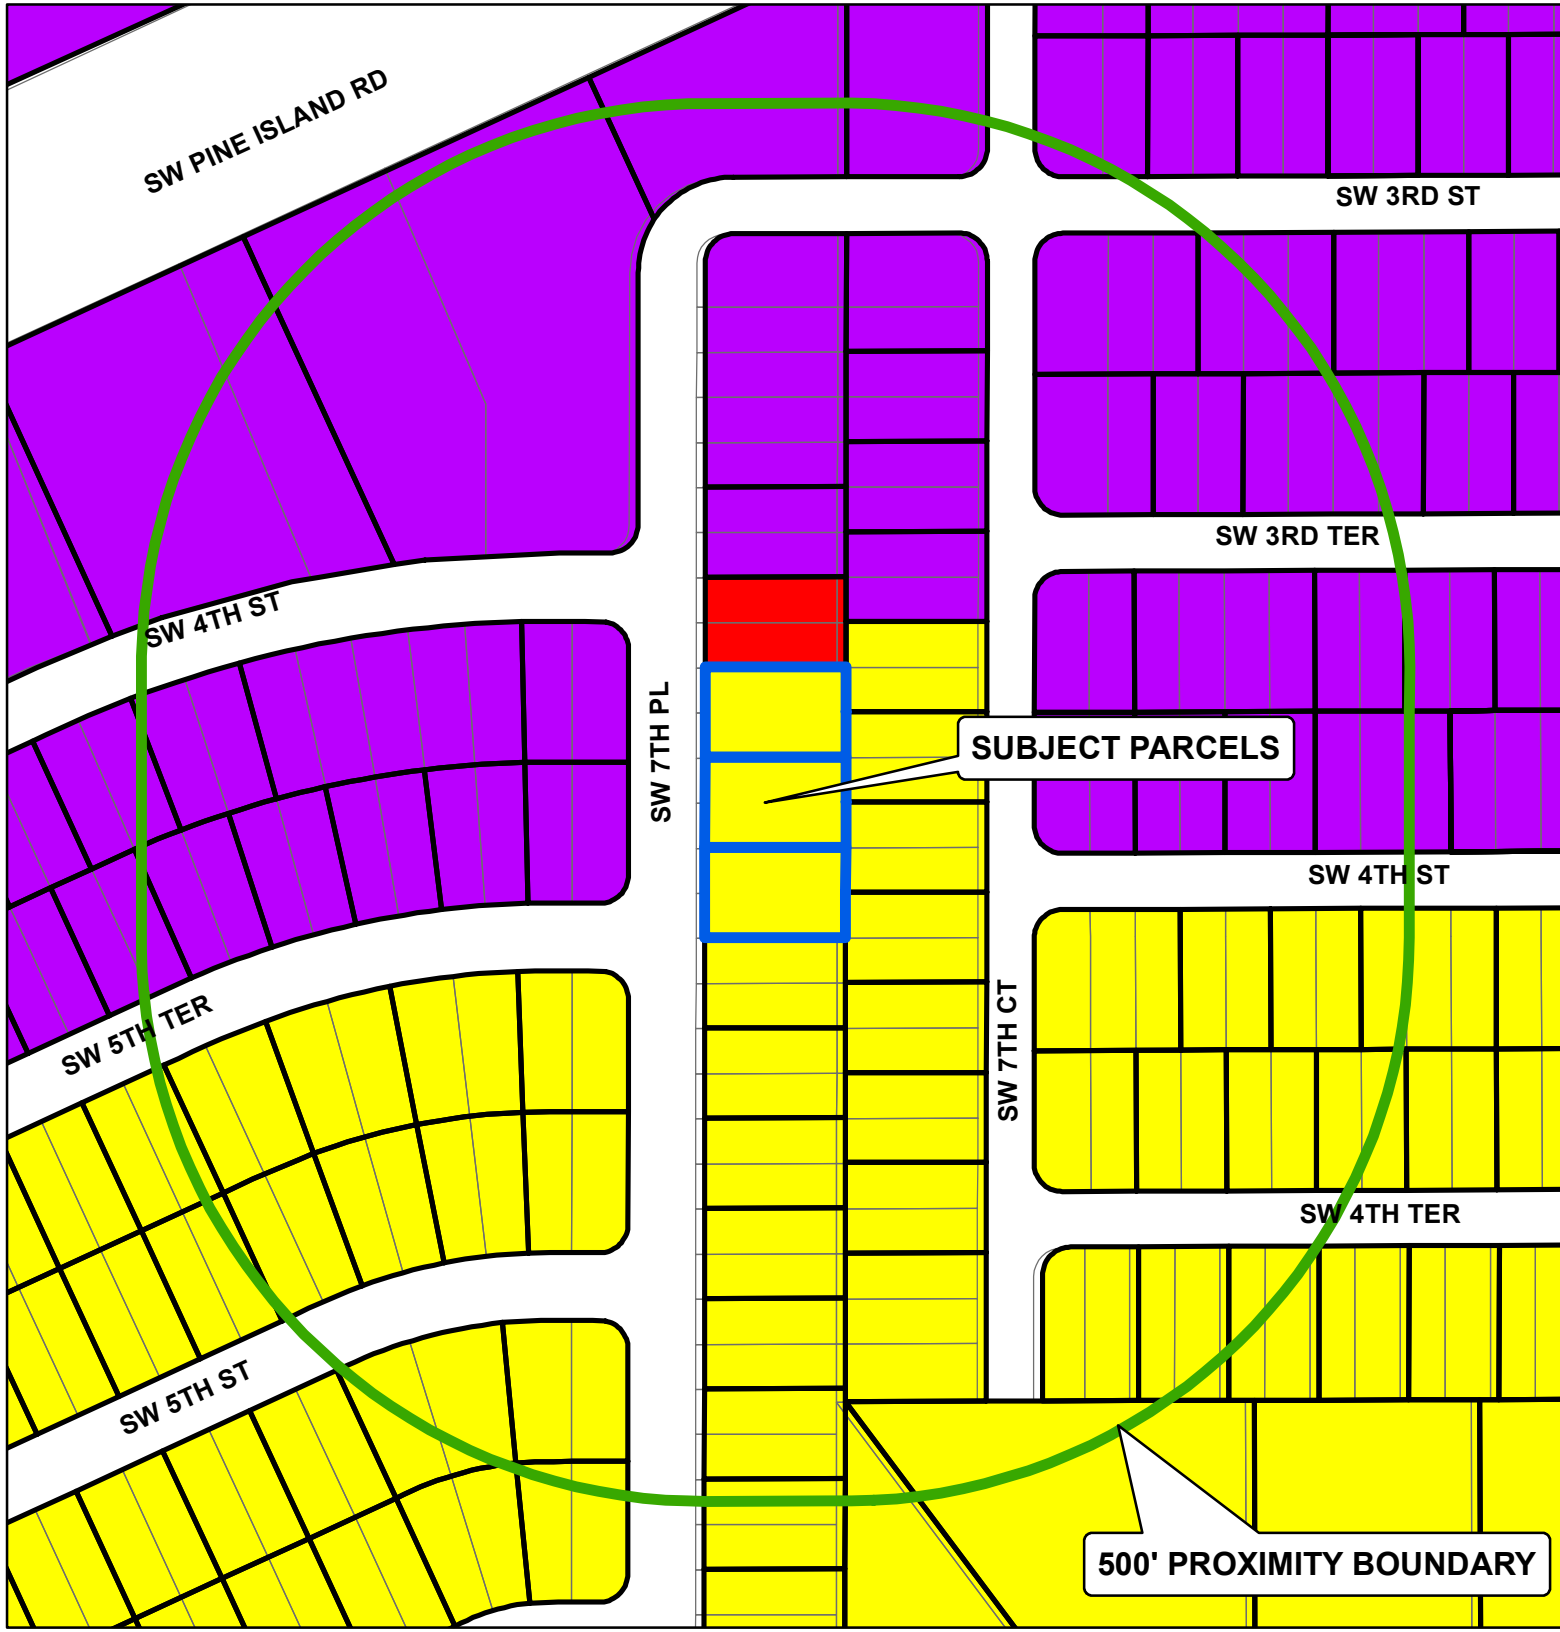 SW PINE ISLAND RD
SW 3RD ST
SW 3RD TER
SW 4TH ST
SW 7TH PL
SUBJECT PARCELS
SW 4TH ST
SW 5TH TER
SW 7TH CT
SW 4TH TER
SW 5TH ST
500' PROXIMITY BOUNDARY